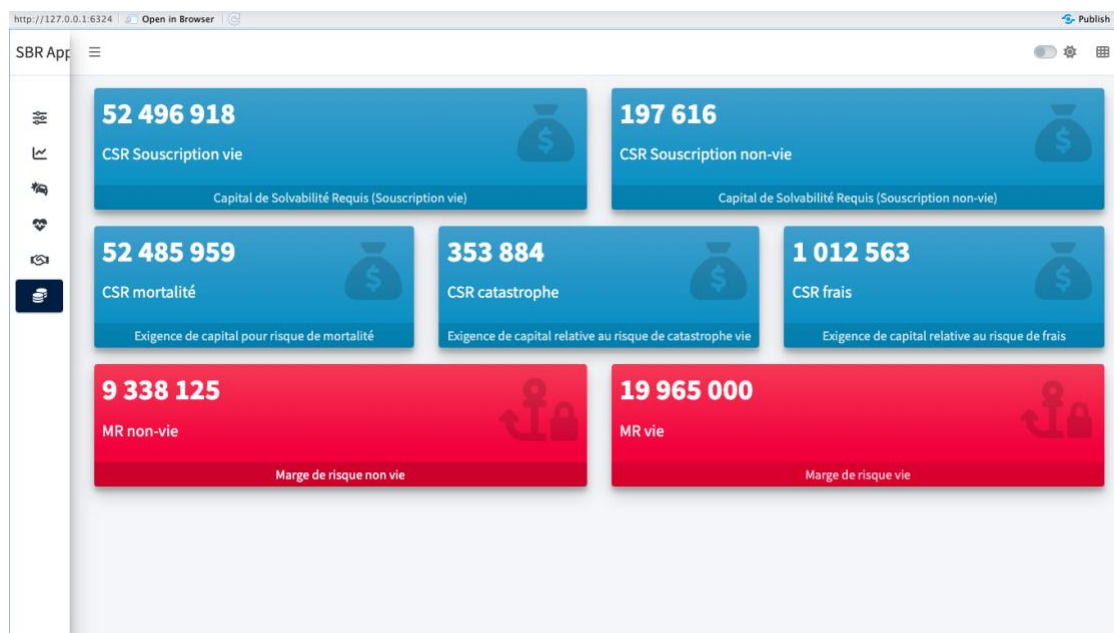 http://127.0.0.1:6324 Open in Browser Publish
SBR App
52 496 918
CSR Souscription vie
Capital de Solvabilité Requis (Souscription vie)
197 616
CSR Souscription non-vie
Capital de Solvabilité Requis (Souscription non-vie)
52 485 959
CSR mortalité
Exigence de capital pour risque de mortalité
353 884
CSR catastrophe
Exigence de capital relative au risque de catastrophe vie
1 012 563
CSR frais
Exigence de capital relative au risque de frais
9 338 125
MR non-vie
Marge de risque non vie
19 965 000
MR vie
Marge de risque vie